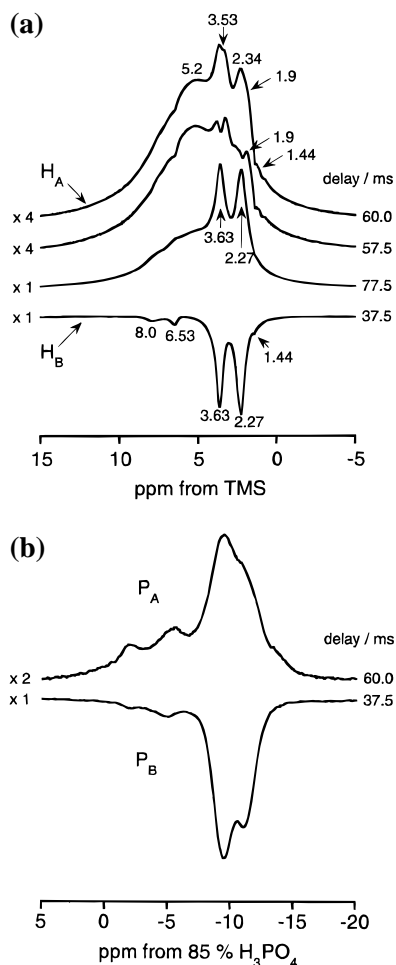 (a)
3.53
5.2
2.34
1.9
H_A
1.9
1.44
delay / ms
x 4
60.0
x 4
57.5
3.63
2.27
x 1
77.5
x 1
37.5
H_B
8.0
6.53
1.44
3.63
2.27
15
10
5
0
-5
ppm from TMS
(b)
P_A
delay / ms
x 2
60.0
x 1
37.5
P_B
5
0
-5
-10
-15
-20
ppm from 85 % H₃PO₄